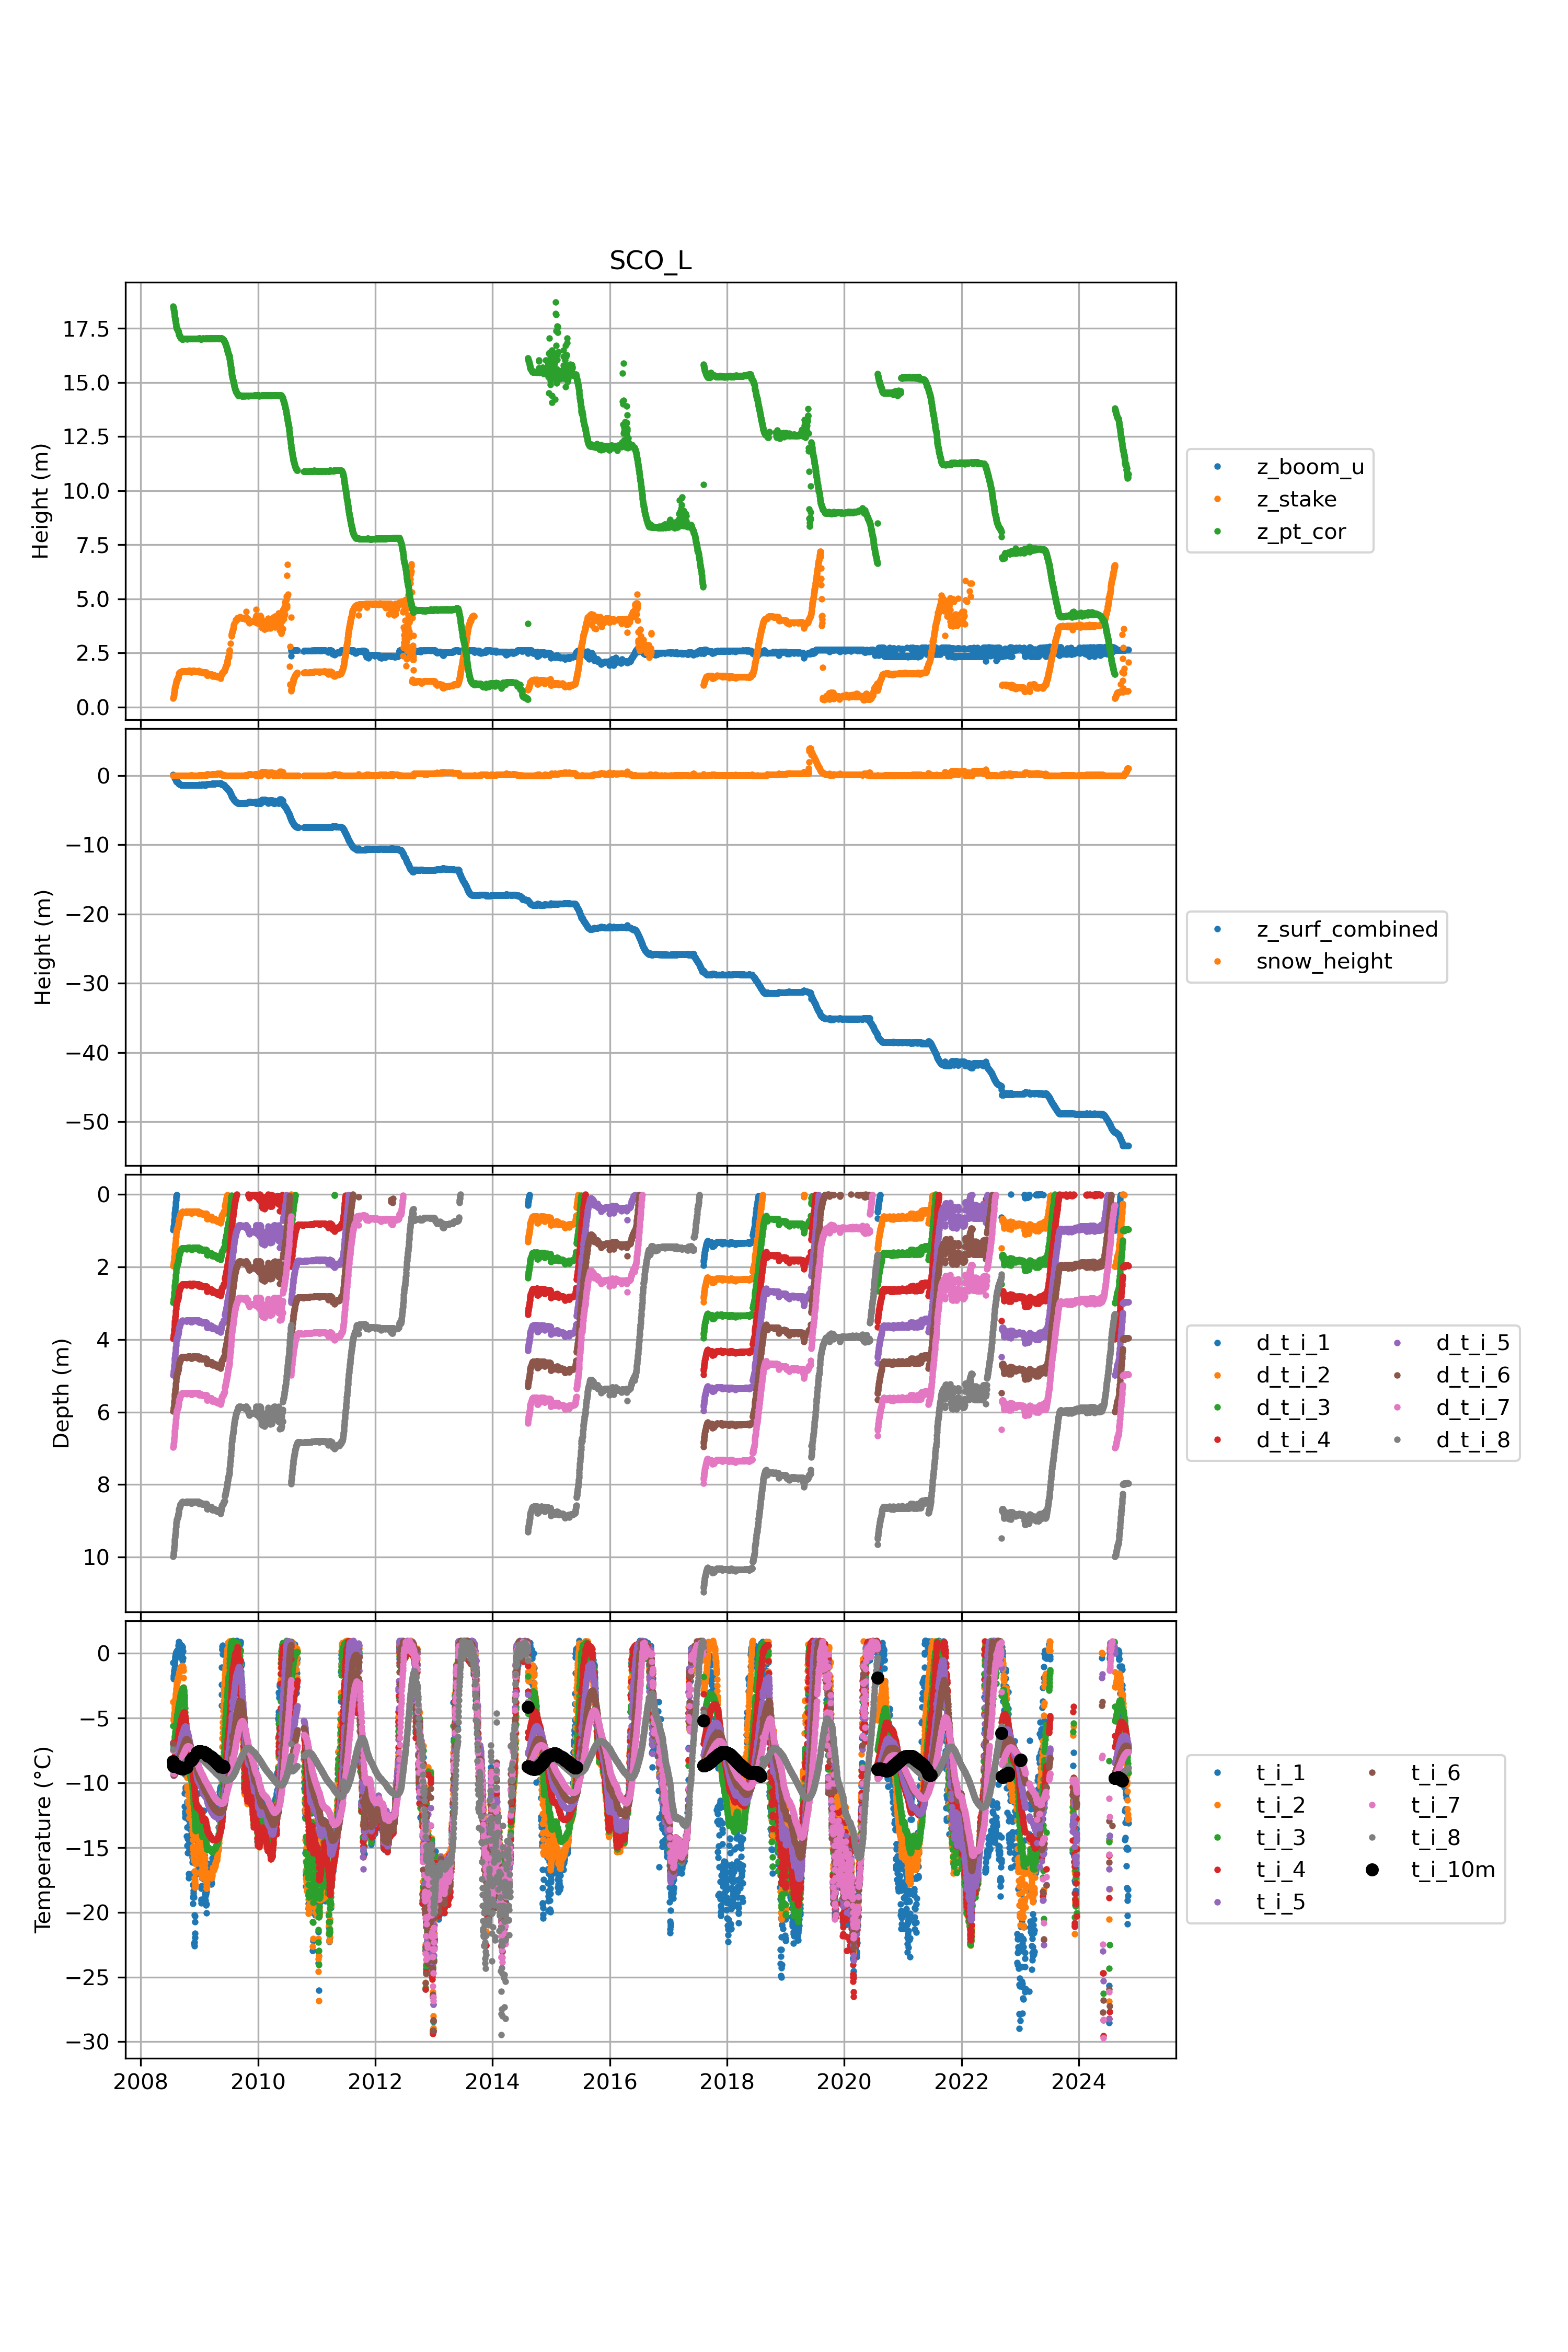 SCO_L
17.5
15.0
12.5
10.0
7.5
5.0
2.5
0.0
Height (m)
z_boom_u
z_stake
z_pt_cor
0
−10
−20
−30
−40
−50
Height (m)
z_surf_combined
snow_height
0
2
4
6
8
10
Depth (m)
d_t_i_1
d_t_i_2
d_t_i_3
d_t_i_4
d_t_i_5
d_t_i_6
d_t_i_7
d_t_i_8
0
−5
−10
−15
−20
−25
−30
Temperature (°C)
t_i_1
t_i_2
t_i_3
t_i_4
t_i_5
t_i_6
t_i_7
t_i_8
t_i_10m
2008 2010 2012 2014 2016 2018 2020 2022 2024